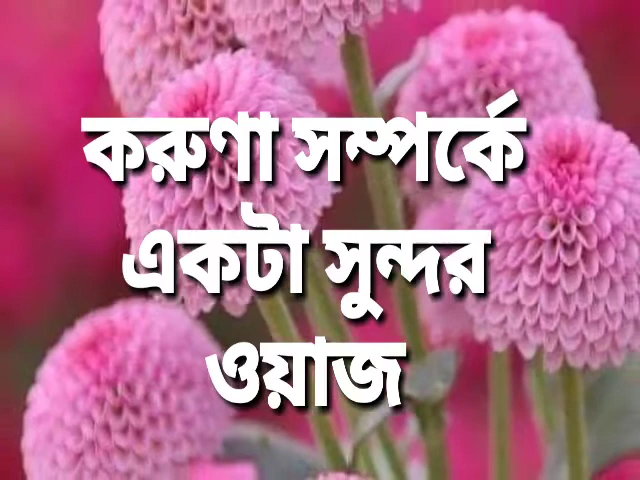 করুণা সম্পর্কে
একটা সুন্দর
ওয়াজ